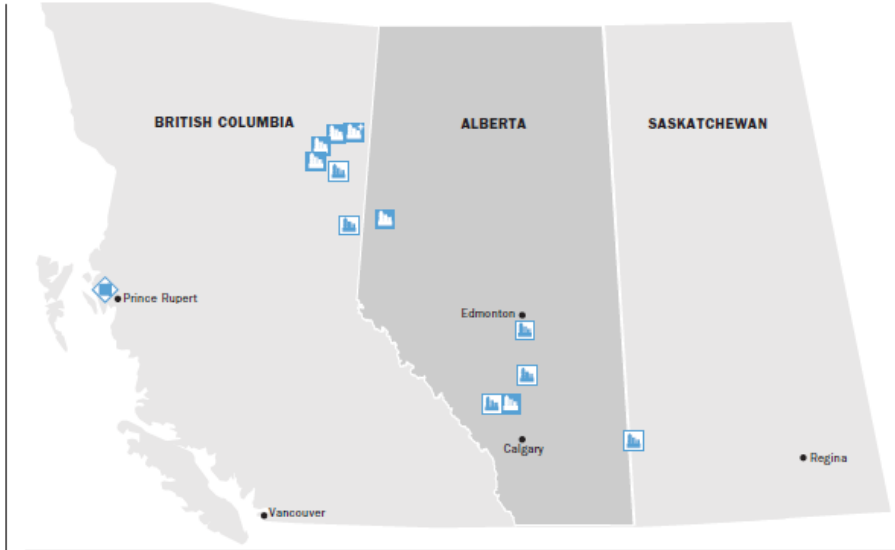 BRITISH COLUMBIA
ALBERTA
SASKATCHEWAN
Prince Rupert
Edmonton
Calgary
Regina
Vancouver